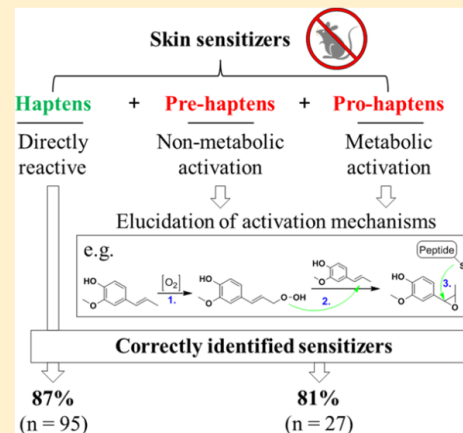 Skin sensitizers
Haptens + Pre-haptens + Pro-haptens
Directly reactive
Non-metabolic activation
Metabolic activation
Elucidation of activation mechanisms
e.g.
HO
O
[O₂]
1.
HO
O
O-OH
HO
O
2.
Peptide
S
HO
O
3.
O
Correctly identified sensitizers
87%
(n = 95)
81%
(n = 27)